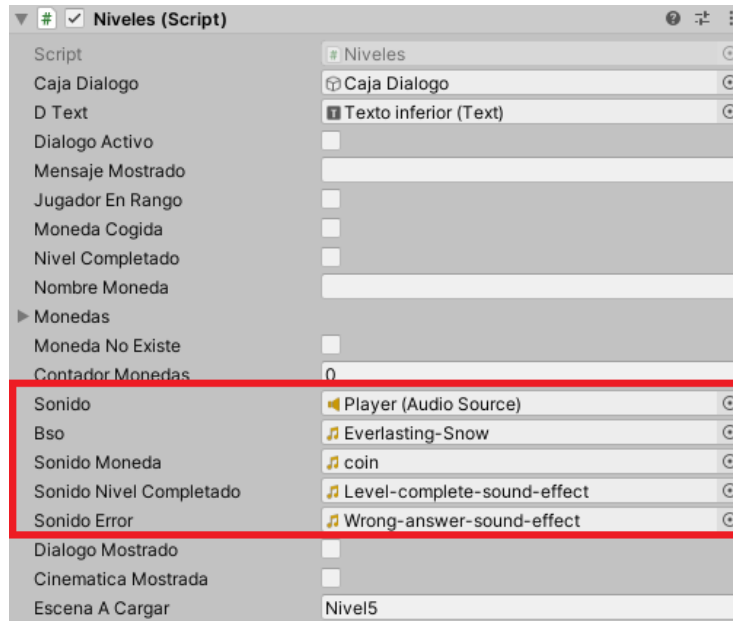 Niveles (Script)
Script Niveles
Caja Dialogo Caja Dialogo
D Text Texto inferior (Text)
Dialogo Activo
Mensaje Mostrado
Jugador En Rango
Moneda Cogida
Nivel Completado
Nombre Moneda
Monedas
Moneda No Existe
Contador Monedas 0
Sonido Player (Audio Source)
Bso Everlasting-Snow
Sonido Moneda coin
Sonido Nivel Completado Level-complete-sound-effect
Sonido Error Wrong-answer-sound-effect
Dialogo Mostrado
Cinematica Mostrada
Escena A Cargar Nivel5